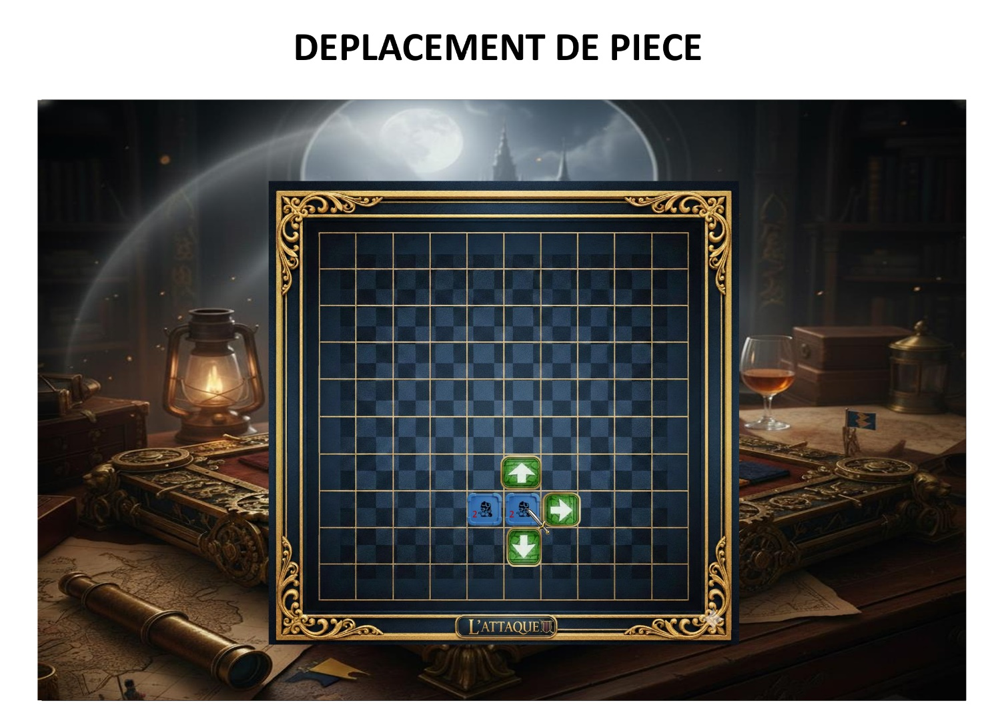 DEPLACEMENT DE PIECE
2 2
L'ATTAQUE